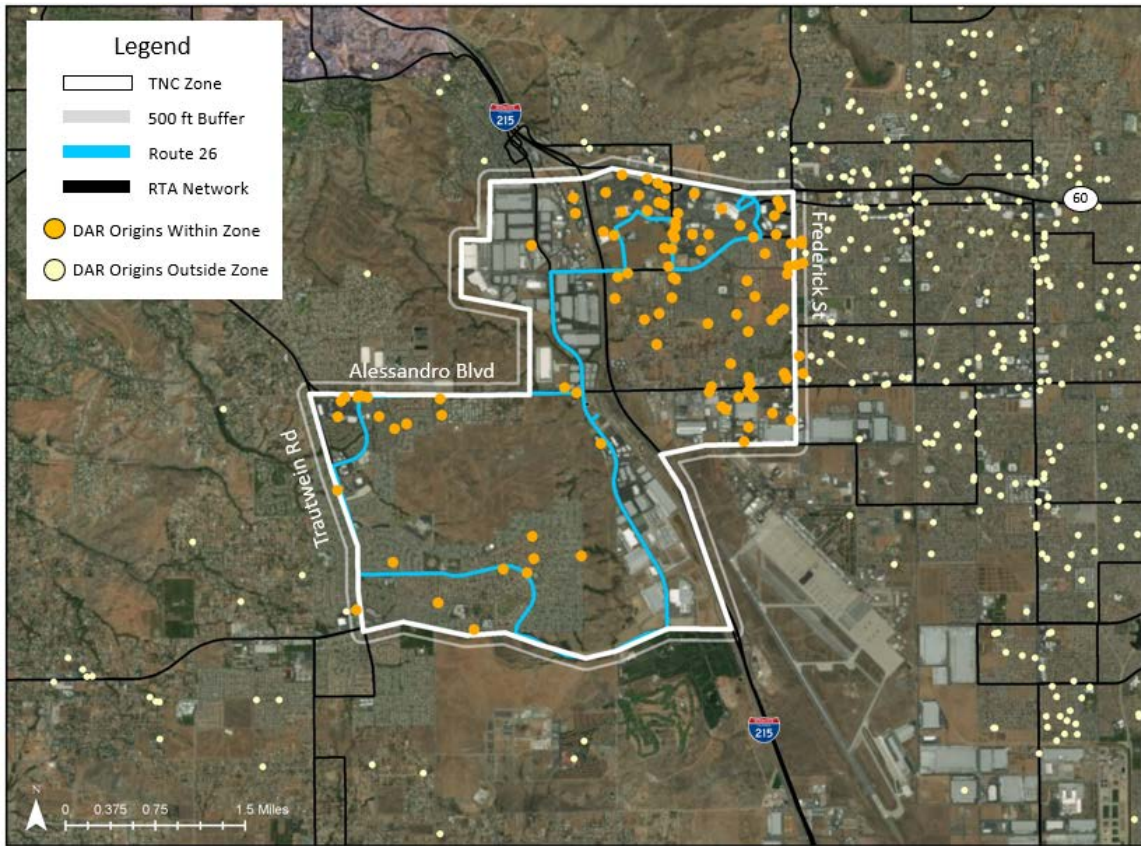 Legend
TNC Zone
500 ft Buffer
Route 26
RTA Network
DAR Origins Within Zone
DAR Origins Outside Zone
215
60
Frederick St
Alessandro Blvd
Trautwein Rd
215
N
0 0.375 0.75 1.5 Miles